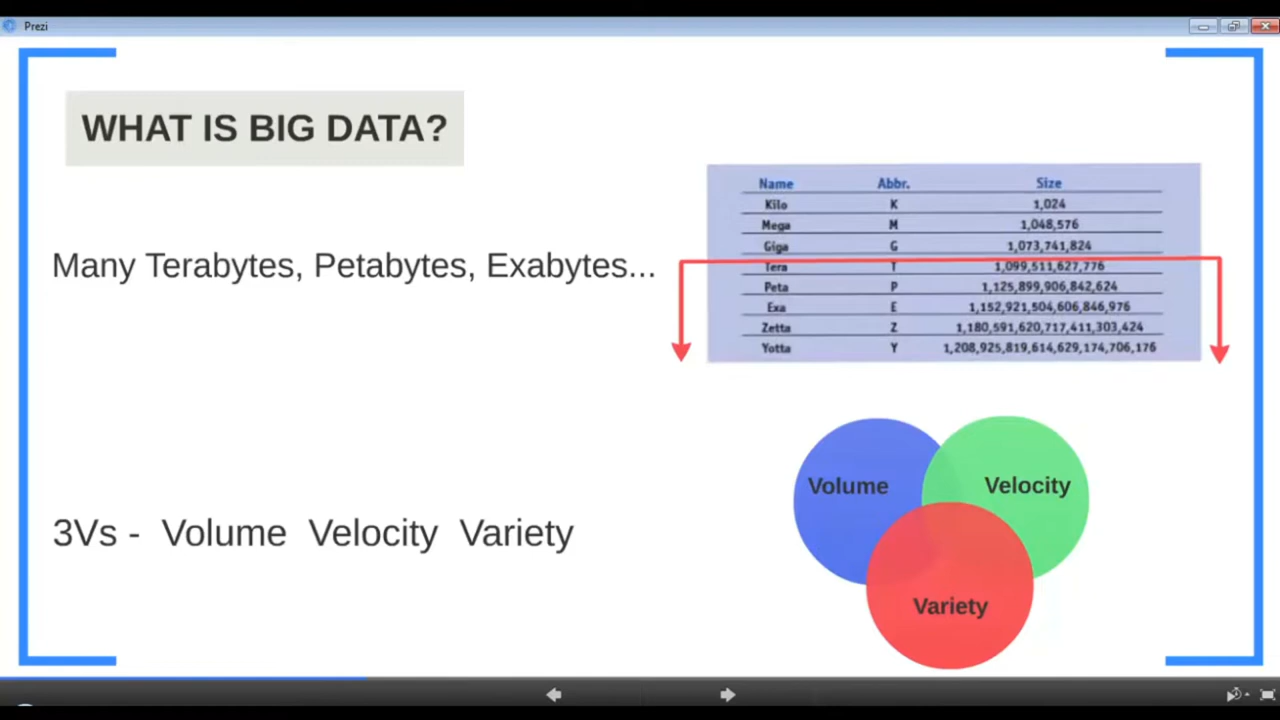 Prezi
WHAT IS BIG DATA?
Many Terabytes, Petabytes, Exabytes...
Name Abbr. Size
Kilo K 1,024
Mega M 1,048,576
Giga G 1,073,741,824
Tera T 1,099,511,627,776
Peta P 1,125,899,906,842,624
Exa E 1,152,921,504,606,846,976
Zetta Z 1,180,591,620,717,411,303,424
Yotta Y 1,208,925,819,614,629,174,706,176
3Vs - Volume Velocity Variety
Volume
Velocity
Variety